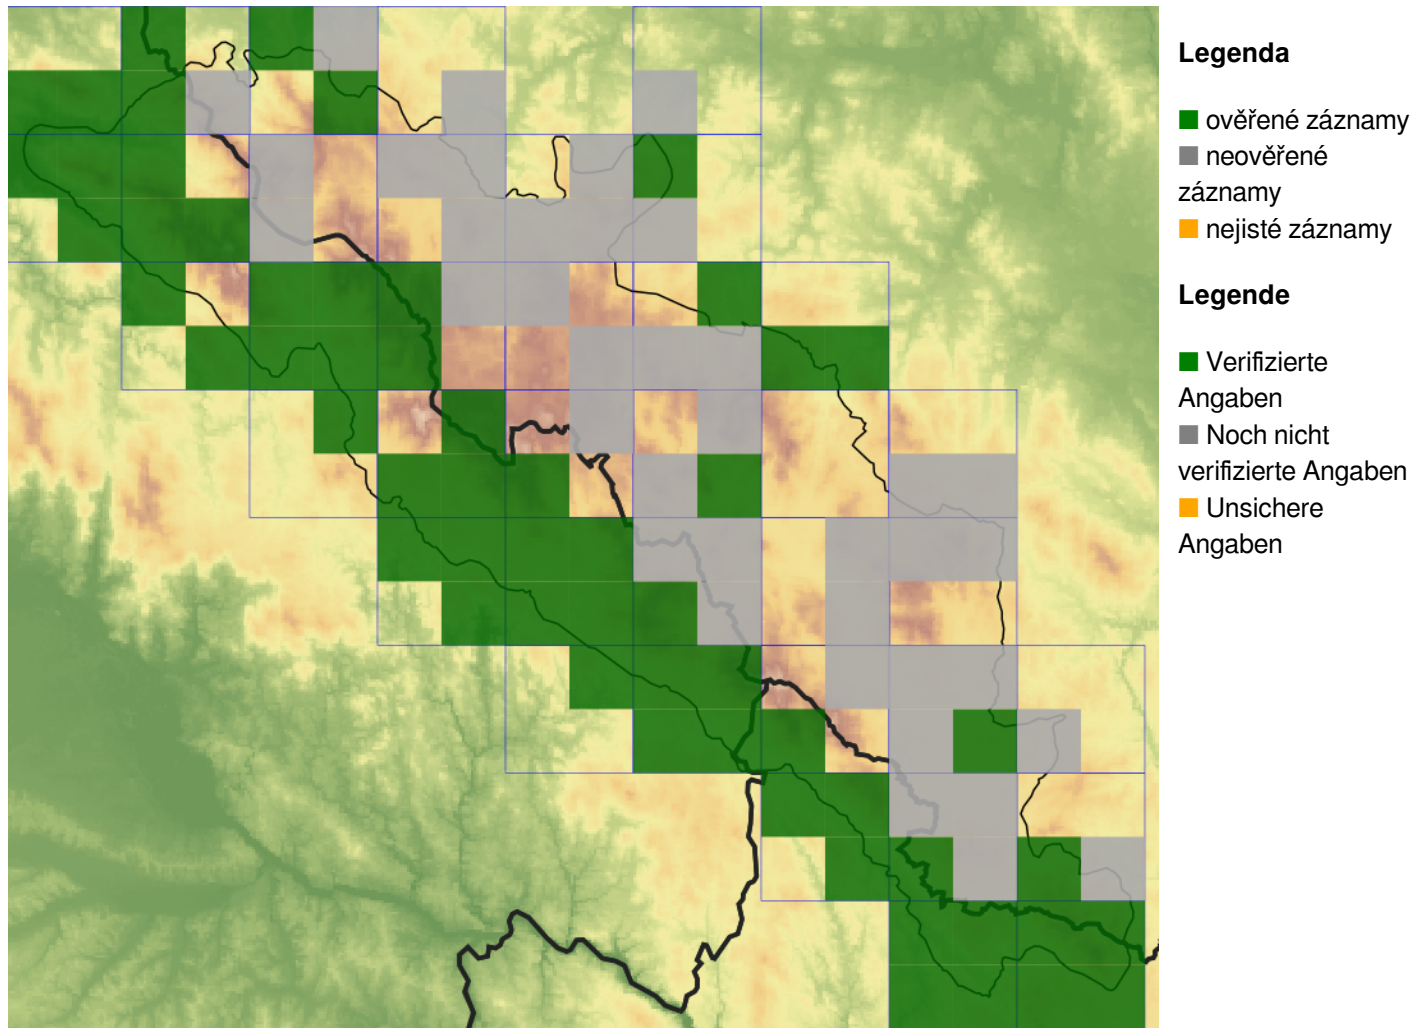 Legenda
ověřené záznamy
neověřené
záznamy
nejisté záznamy
Legende
Verifizierte
Angaben
Noch nicht
verifizierte Angaben
Unsichere
Angaben